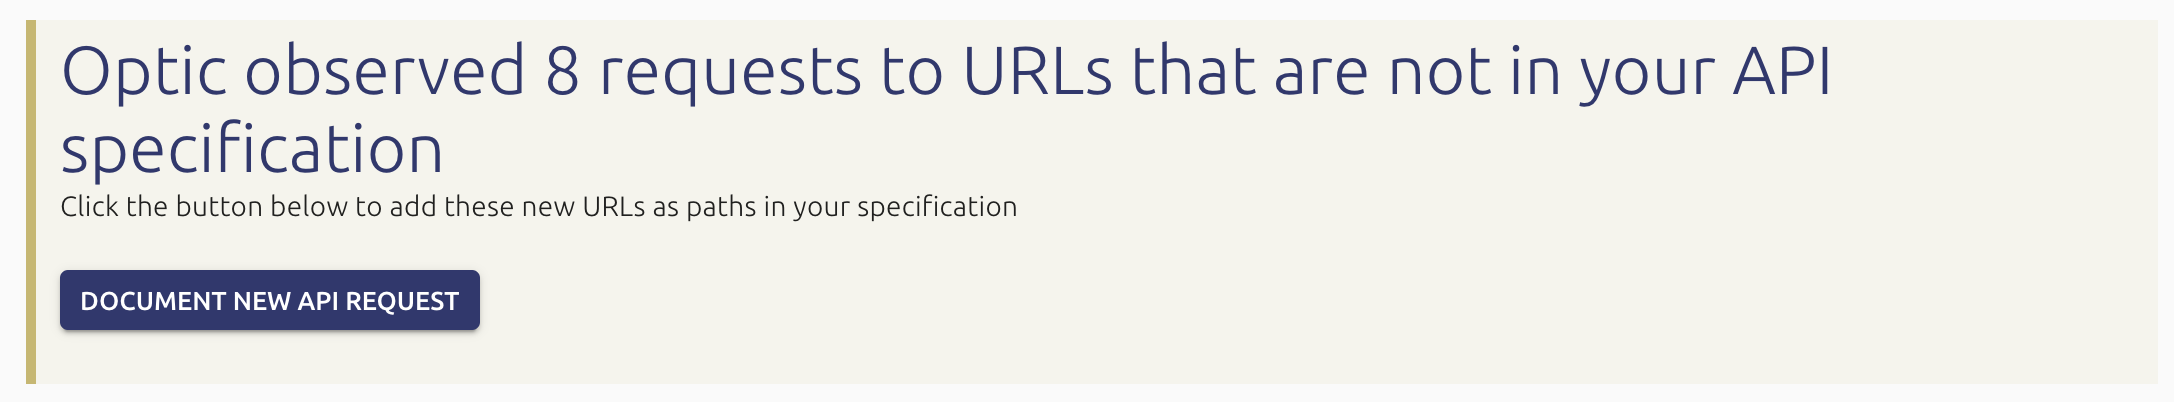 Optic observed 8 requests to URLs that are not in your API
specification
Click the button below to add these new URLs as paths in your specification
DOCUMENT NEW API REQUEST